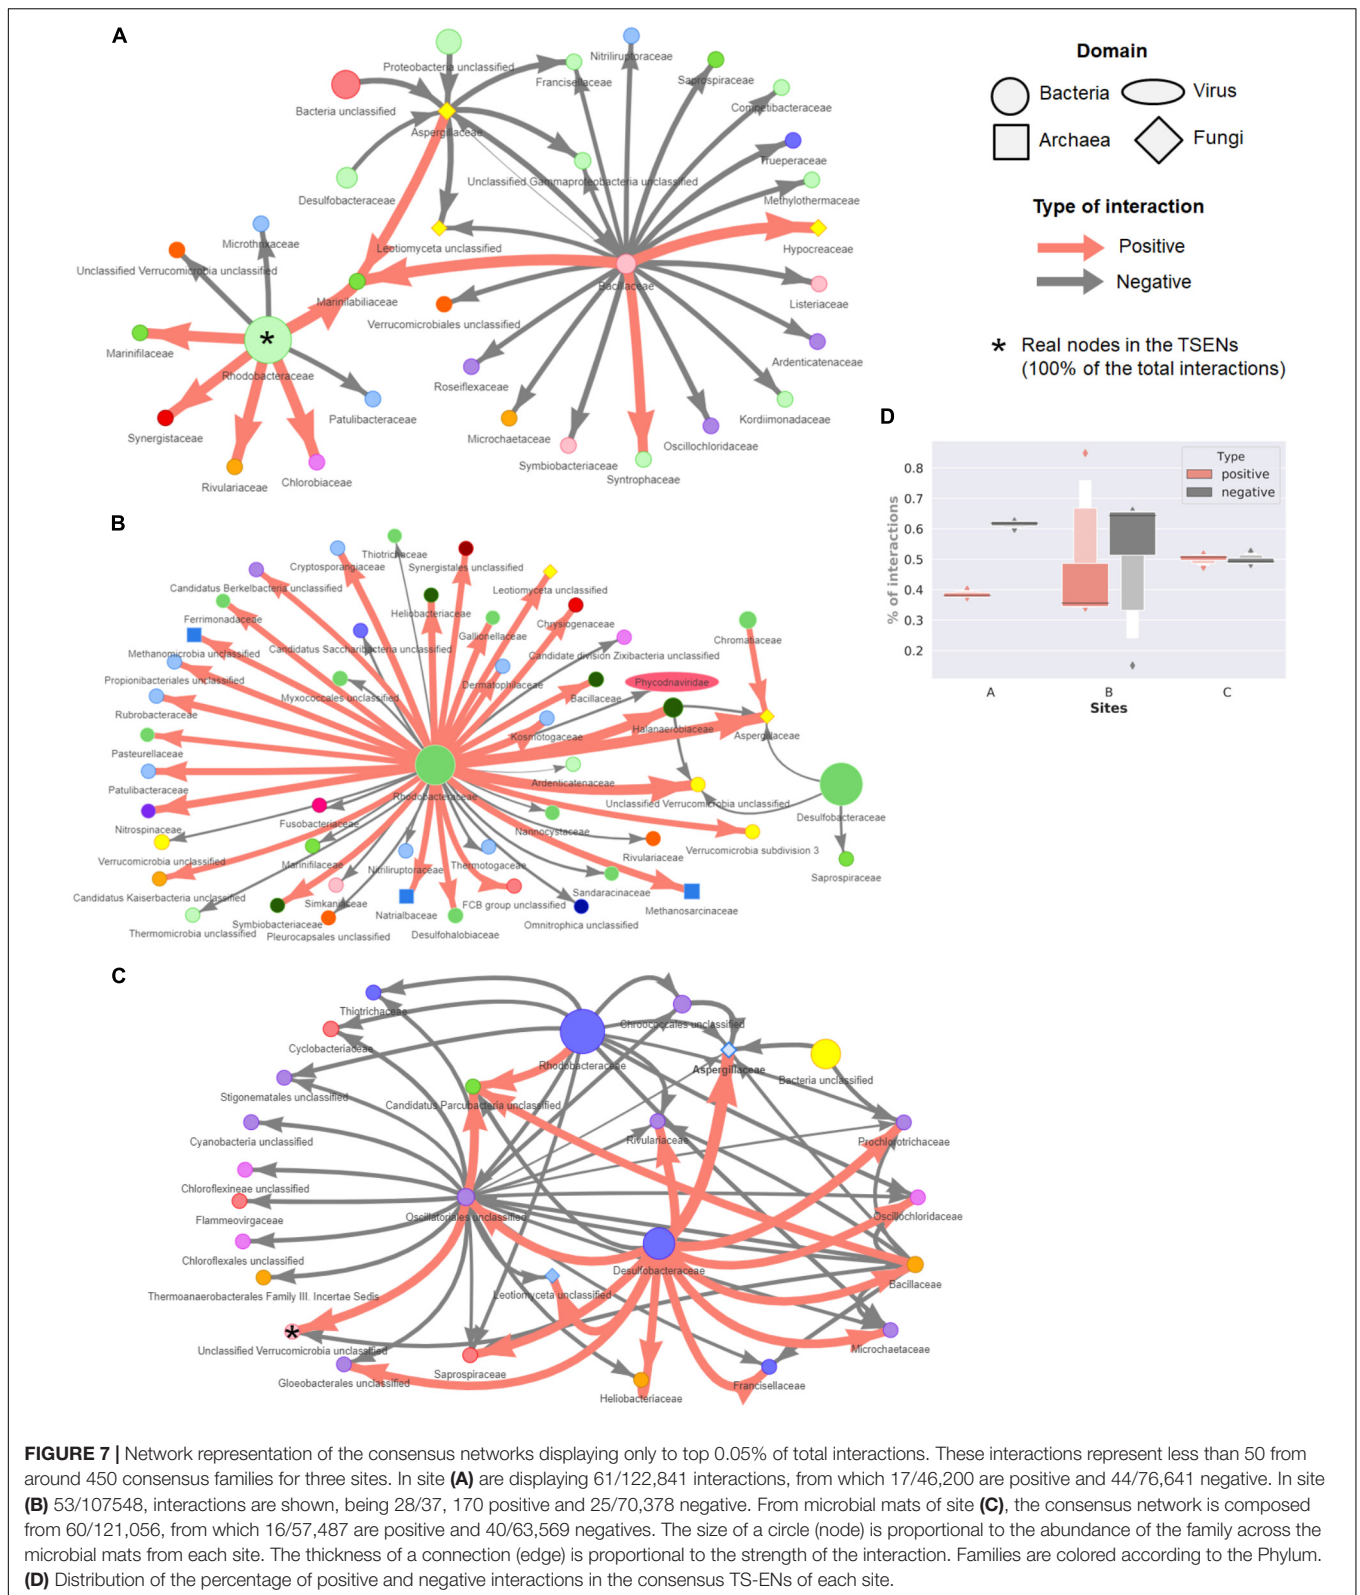 A
Proteobacteria unclassified
Nitriliruptoraceae
Francisellaceae
Saprospiraceae
Bacteria unclassified
Competibacteraceae
Aspergillaceae
Trueperaceae
Unclassified Gammaproteobacteria unclassified
Desulfobacteraceae
Methylothermaceae
Microthrixaceae
Leotiomyceta unclassified
Hypocreaceae
Unclassified Verrucomicrobia unclassified
Bacillaceae
Marinilabiliaceae
Listeriaceae
Verrucomicrobiales unclassified
Marinifilaceae
*
Ardenticatenaceae
Rhodobacteraceae
Roseiflexaceae
Patulibacteraceae
Kordiimonadaceae
Synergistaceae
Microchaetaceae
Oscillochloridaceae
Symbiobacteriaceae
Rivulariaceae
Chlorobiaceae
Syntrophaceae
Domain
Bacteria
Virus
Archaea
Fungi
Type of interaction
Positive
Negative
* Real nodes in the TSENs
(100% of the total interactions)
D
Type
positive
negative
% of interactions
0.8
0.7
0.6
0.5
0.4
0.3
0.2
A
B
C
Sites
B
Thiotrichaceae
Cryptosporangiaceae
Synergistales unclassified
Candidatus Berkelbacteria unclassified
Leotiomyceta unclassified
Heliobacteriaceae
Ferrimonadaceae
Chrysiogenaceae
Gallionellaceae
Chromatiaceae
Candidatus Saccharibacteria unclassified
Methanomicrobia unclassified
Candidate division Zixibacteria unclassified
Propionibacteriales unclassified
Phycodnaviridae
Dermatophilaceae
Myxococcales unclassified
Bacillaceae
Rubrobacteraceae
Halanaerobiaceae
Kosmotogaceae
Aspergillaceae
Pasteurellaceae
Ardenticatenaceae
Patulibacteraceae
Rhodobacteraceae
Unclassified Verrucomicrobia unclassified
Desulfobacteraceae
Fusobacteriaceae
Nitrospinaceae
Nannocystaceae
Verrucomicrobia subdivision 3
Rivulariaceae
Verrucomicrobia unclassified
Marinifilaceae
Thermotogaceae
Nitriliruptoraceae
Saprospiraceae
Sandaracinaceae
Candidatus Kaiserbacteria unclassified
Simkaniaceae
FCB group unclassified
Methanosarcinaceae
Natrialbaceae
Symbiobacteriaceae
Omnitrophica unclassified
Thermomicrobia unclassified
Desulfohalobiaceae
Pleurocapsales unclassified
C
Thiotrichaceae
Chroococcales unclassified
Cyclobacteriaceae
Rhodobacteraceae
Aspergillaceae
Bacteria unclassified
Stigonematales unclassified
Candidatus Parcubacteria unclassified
Cyanobacteria unclassified
Rivulariaceae
Prochlorotrichaceae
Chloroflexineae unclassified
Oscillatoriales unclassified
Oscillochloridaceae
Flammeovirgaceae
Chloroflexales unclassified
Desulfobacteraceae
Bacillaceae
Thermoanaerobacterales Family III. Incertae Sedis
Leotiomyceta unclassified
*
Unclassified Verrucomicrobia unclassified
Microchaetaceae
Saprospiraceae
Gloeobacterales unclassified
Francisellaceae
Heliobacteriaceae
FIGURE 7 | Network representation of the consensus networks displaying only to top 0.05% of total interactions. These interactions represent less than 50 from
around 450 consensus families for three sites. In site (A) are displaying 61/122,841 interactions, from which 17/46,200 are positive and 44/76,641 negative. In site
(B) 53/107548, interactions are shown, being 28/37, 170 positive and 25/70,378 negative. From microbial mats of site (C), the consensus network is composed
from 60/121,056, from which 16/57,487 are positive and 40/63,569 negatives. The size of a circle (node) is proportional to the abundance of the family across the
microbial mats from each site. The thickness of a connection (edge) is proportional to the strength of the interaction. Families are colored according to the Phylum.
(D) Distribution of the percentage of positive and negative interactions in the consensus TS-ENs of each site.